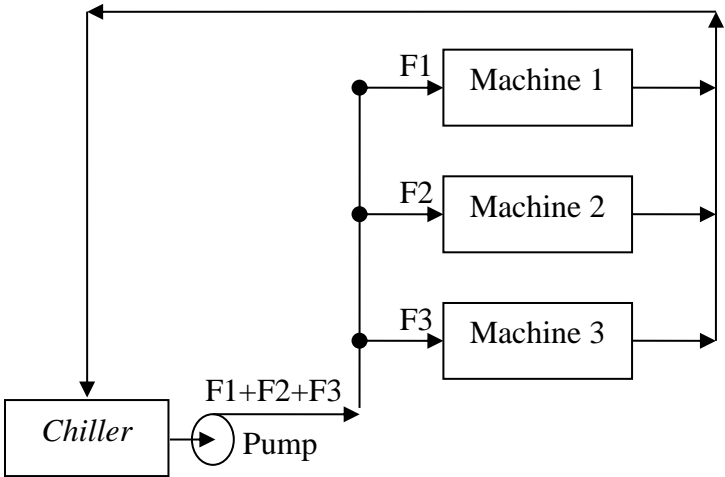 F1
Machine 1
F2
Machine 2
F3
Machine 3
F1+F2+F3
Chiller
Pump